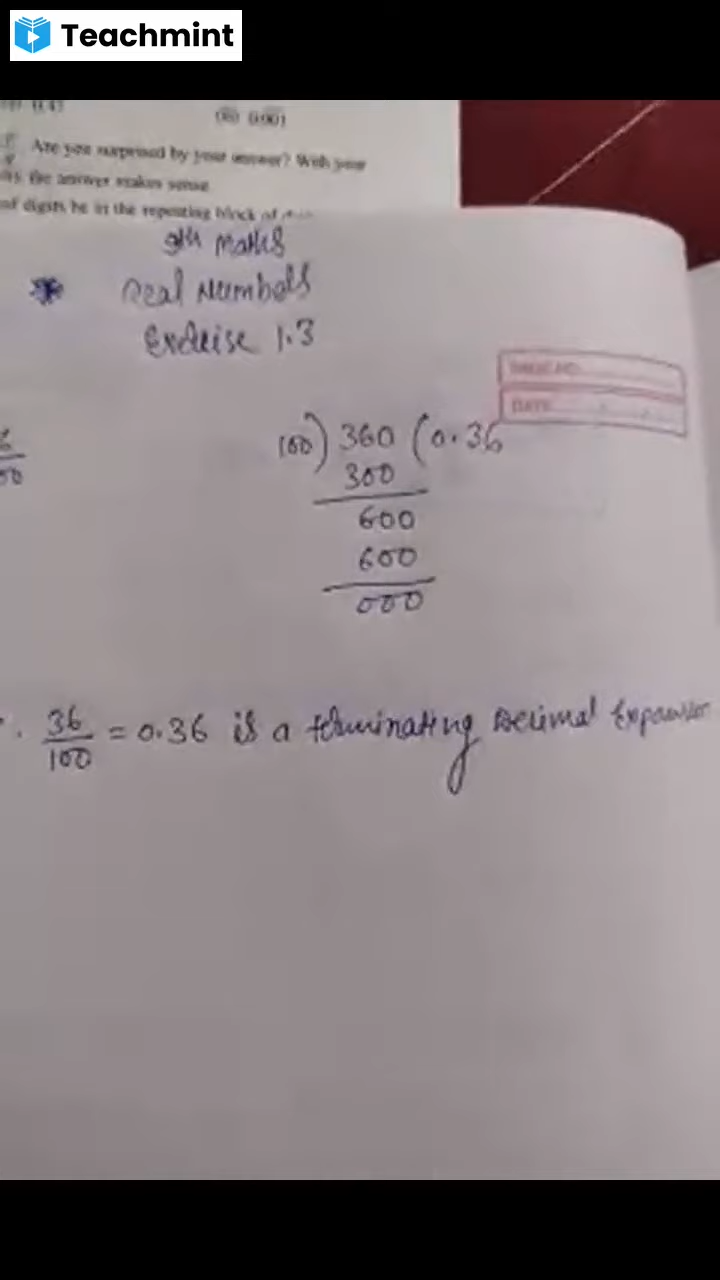 Teachmint
Are you surprised by your answer? With your
the answer makes sense
of digits be in the repeating block of
9th Maths
Real Numbers
Exercise 1.3
100) 360 (0.36
300
600
600
000
36/100 = 0.36 is a terminating Decimal Expansion
DATE